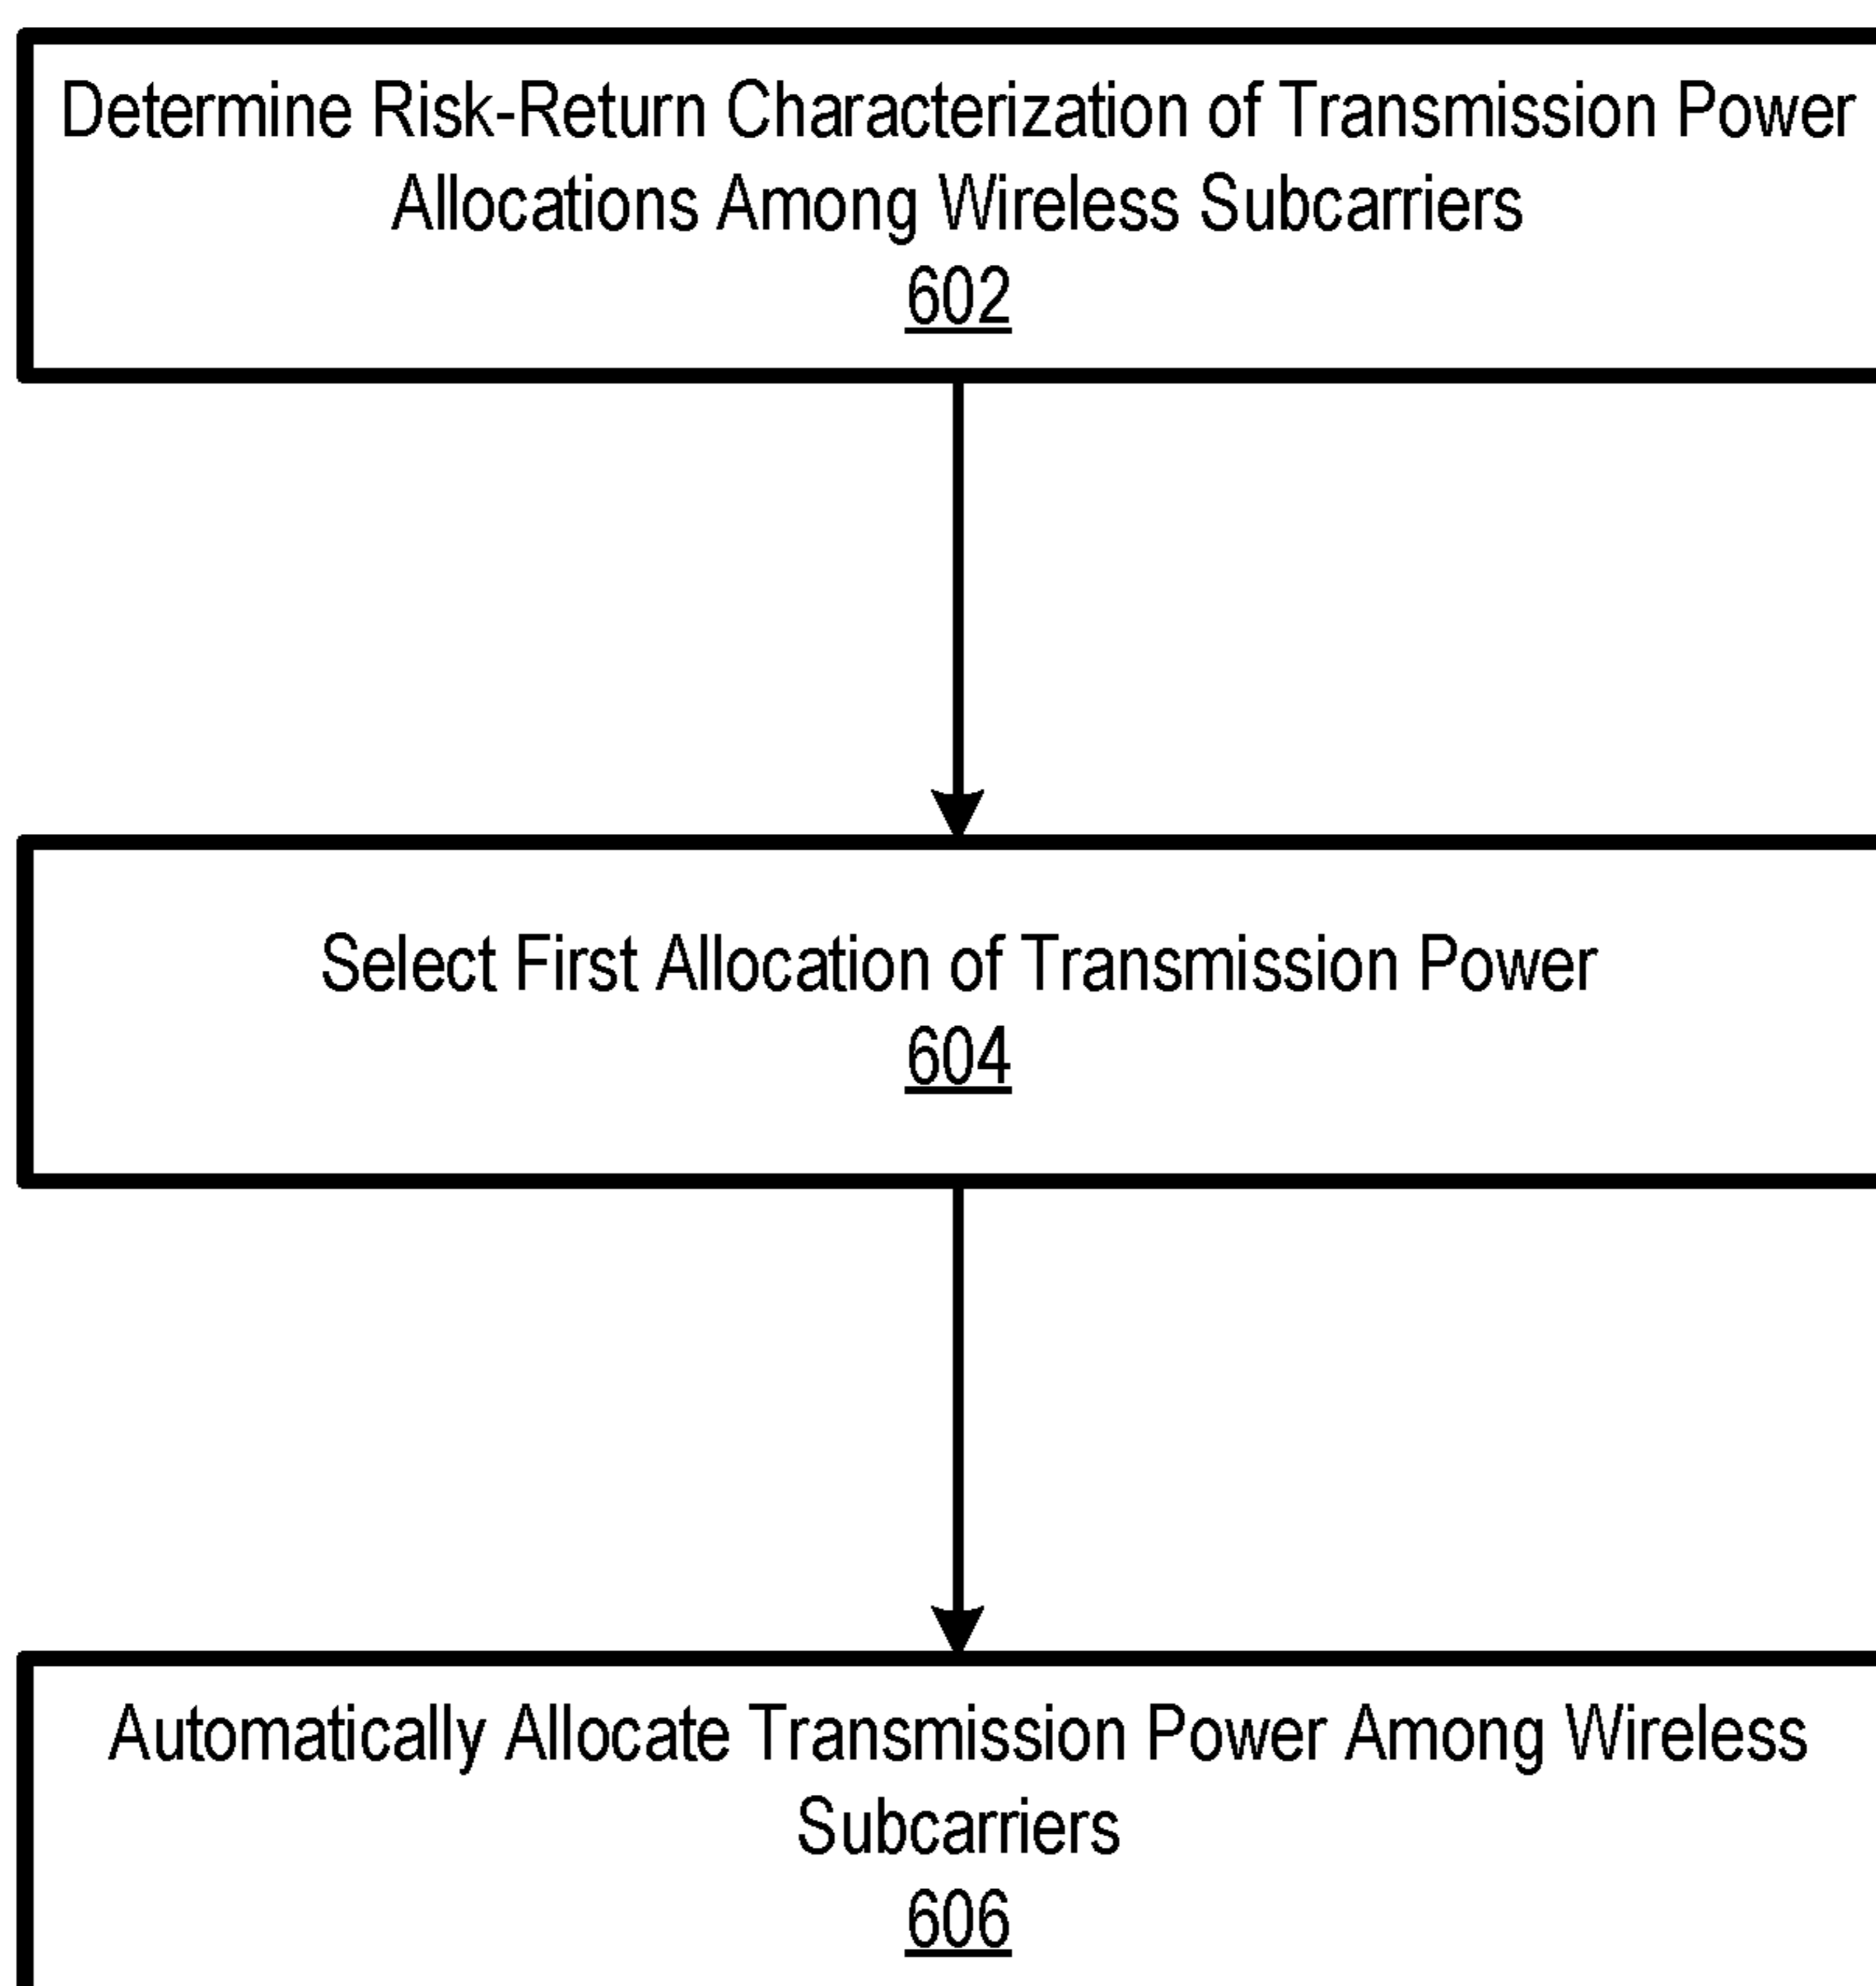 Determine Risk-Return Characterization of Transmission Power
Allocations Among Wireless Subcarriers
602
Select First Allocation of Transmission Power
604
Automatically Allocate Transmission Power Among Wireless
Subcarriers
606